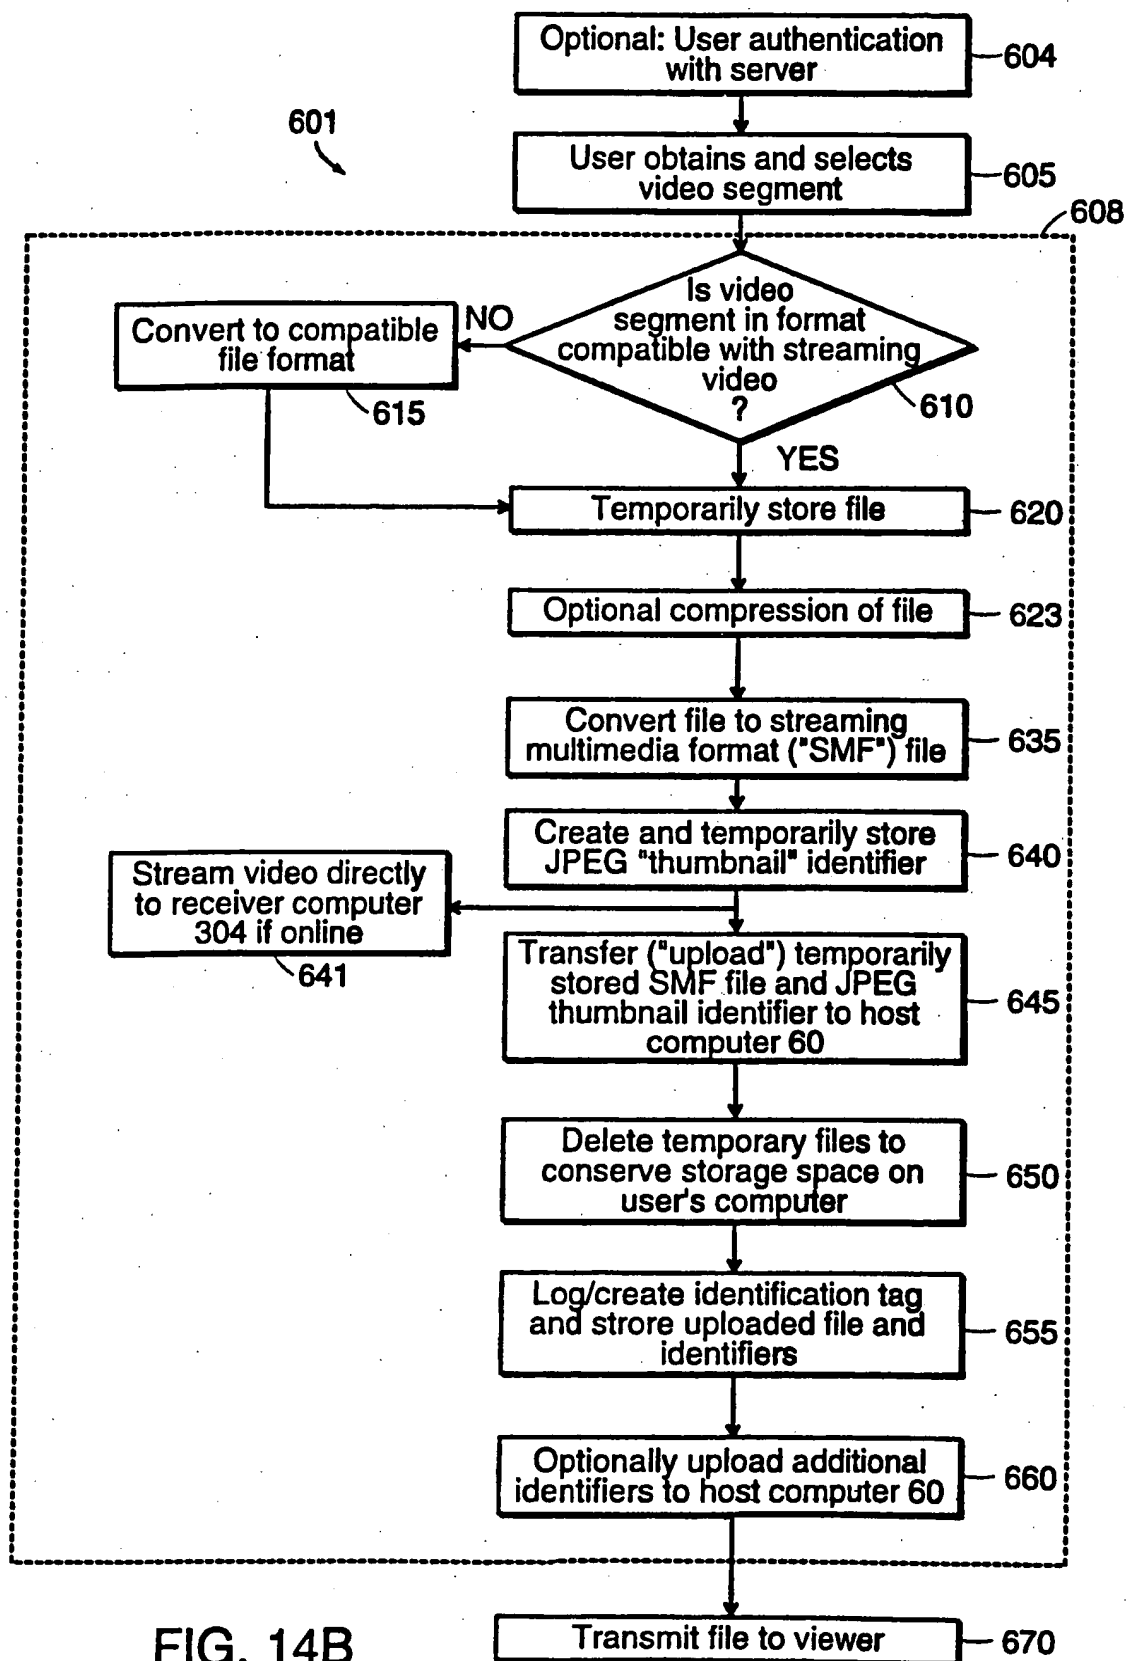 Optional: User authentication
with server
604
601
User obtains and selects
video segment
605
608
Is video
segment in format
compatible with streaming
video
?
610
NO
Convert to compatible
file format
615
YES
Temporarily store file
620
Optional compression of file
623
Convert file to streaming
multimedia format ("SMF") file
635
Create and temporarily store
JPEG "thumbnail" identifier
640
Stream video directly
to receiver computer
304 if online
641
Transfer ("upload") temporarily
stored SMF file and JPEG
thumbnail identifier to host
computer 60
645
Delete temporary files to
conserve storage space on
user's computer
650
Log/create identification tag
and strore uploaded file and
identifiers
655
Optionally upload additional
identifiers to host computer 60
660
Transmit file to viewer
670
FIG. 14B